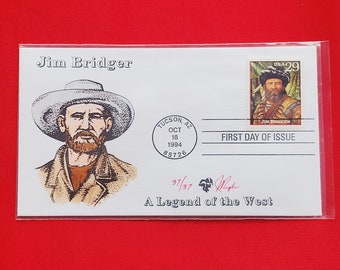 Jim Bridger
USA 29
JIM BRIDGER
TUCSON, AZ
OCT
18
1994
85726
FIRST DAY OF ISSUE
37/37
A Legend of the West